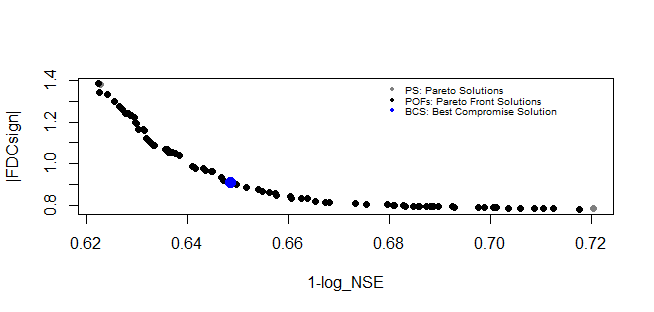 1.4
1.2
1.0
0.8
|FDCsign|
PS: Pareto Solutions
POFs: Pareto Front Solutions
BCS: Best Compromise Solution
0.62
0.64
0.66
0.68
0.70
0.72
1-log_NSE